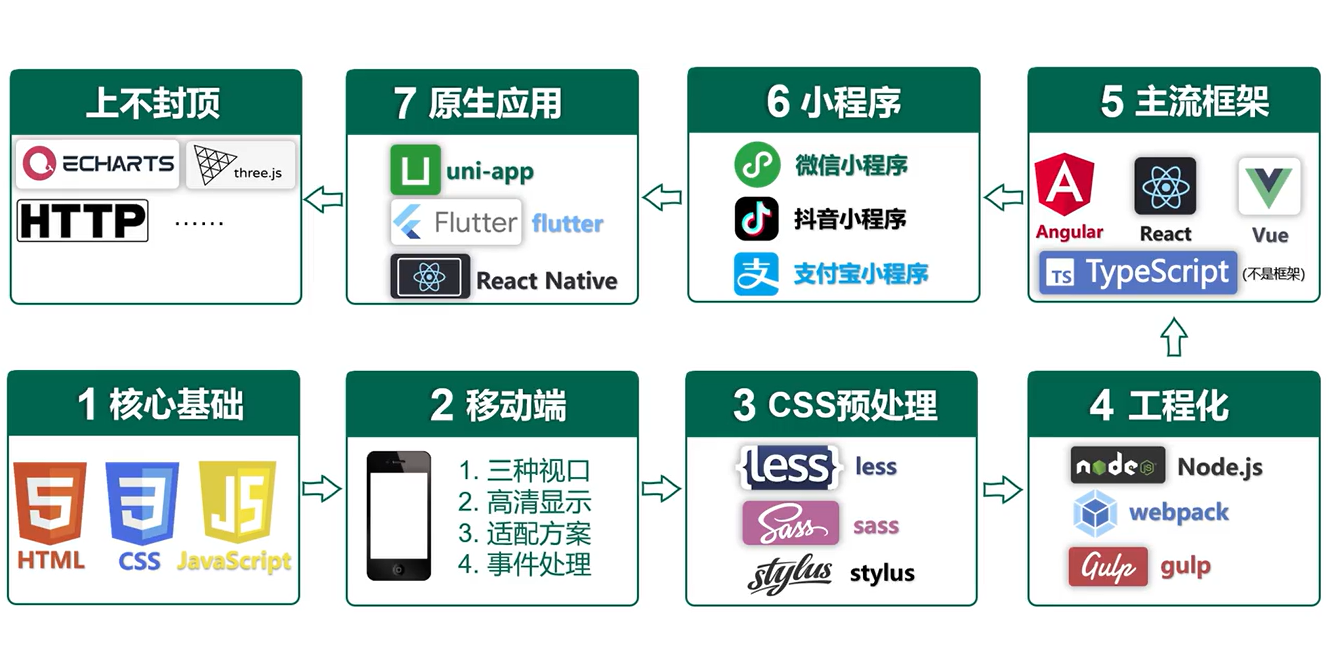 上不封顶
ECHARTS
three.js
HTTP
......
7 原生应用
uni-app
Flutter flutter
React Native
6 小程序
微信小程序
抖音小程序
支 支付宝小程序
5 主流框架
A
Angular
React
Vue
TS TypeScript (不是框架)
1 核心基础
5 3 JS
HTML CSS JavaScript
2 移动端
1. 三种视口
2. 高清显示
3. 适配方案
4. 事件处理
3 CSS预处理
{less} less
Sass sass
stylus stylus
4 工程化
node JS Node.js
webpack
Gulp gulp